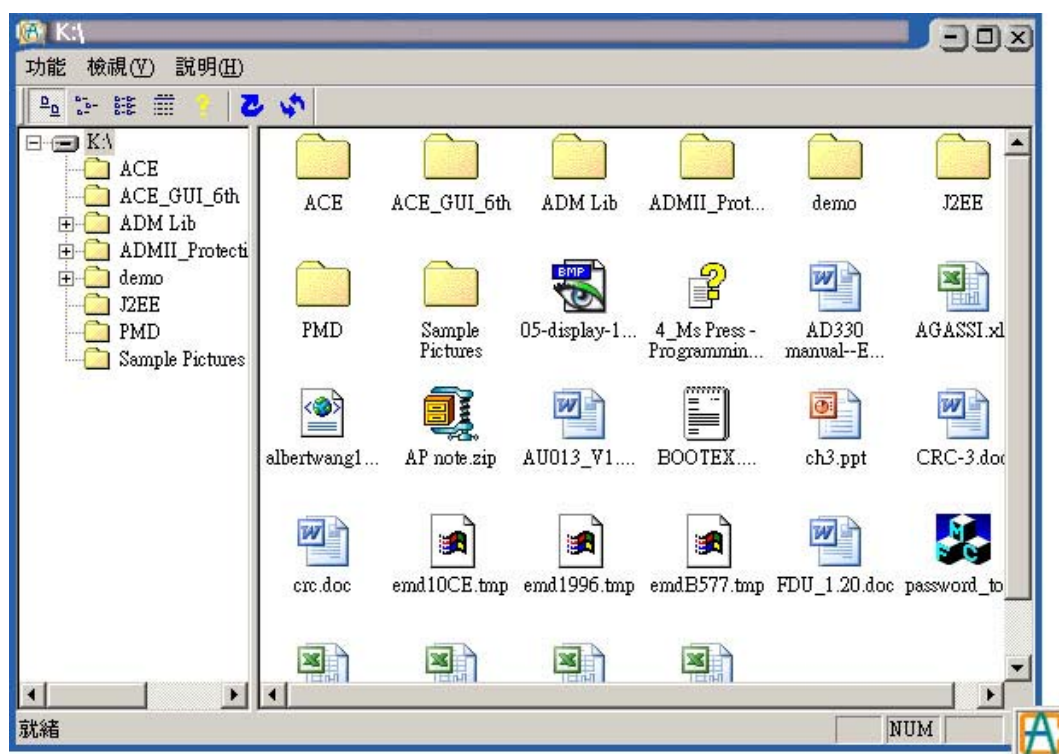 K:\
功能 檢視(V) 說明(H)
K:\
ACE
ACE_GUI_6th
ADM Lib
ADMII_Protecti
demo
J2EE
PMD
Sample Pictures
ACE ACE_GUI_6th ADM Lib ADMII_Prot... demo J2EE
BMP
PMD Sample Pictures 05-display-1... 4_Ms Press - Programmin... AD330 manual--E... AGASSI.xl
albertwang1... AP note.zip AU013_V1.... BOOTEX.... ch3.ppt CRC-3.doc
MFC
crc.doc emd10CE.tmp emd1996.tmp emdB577.tmp FDU_1.20.doc password_to
就緒 NUM